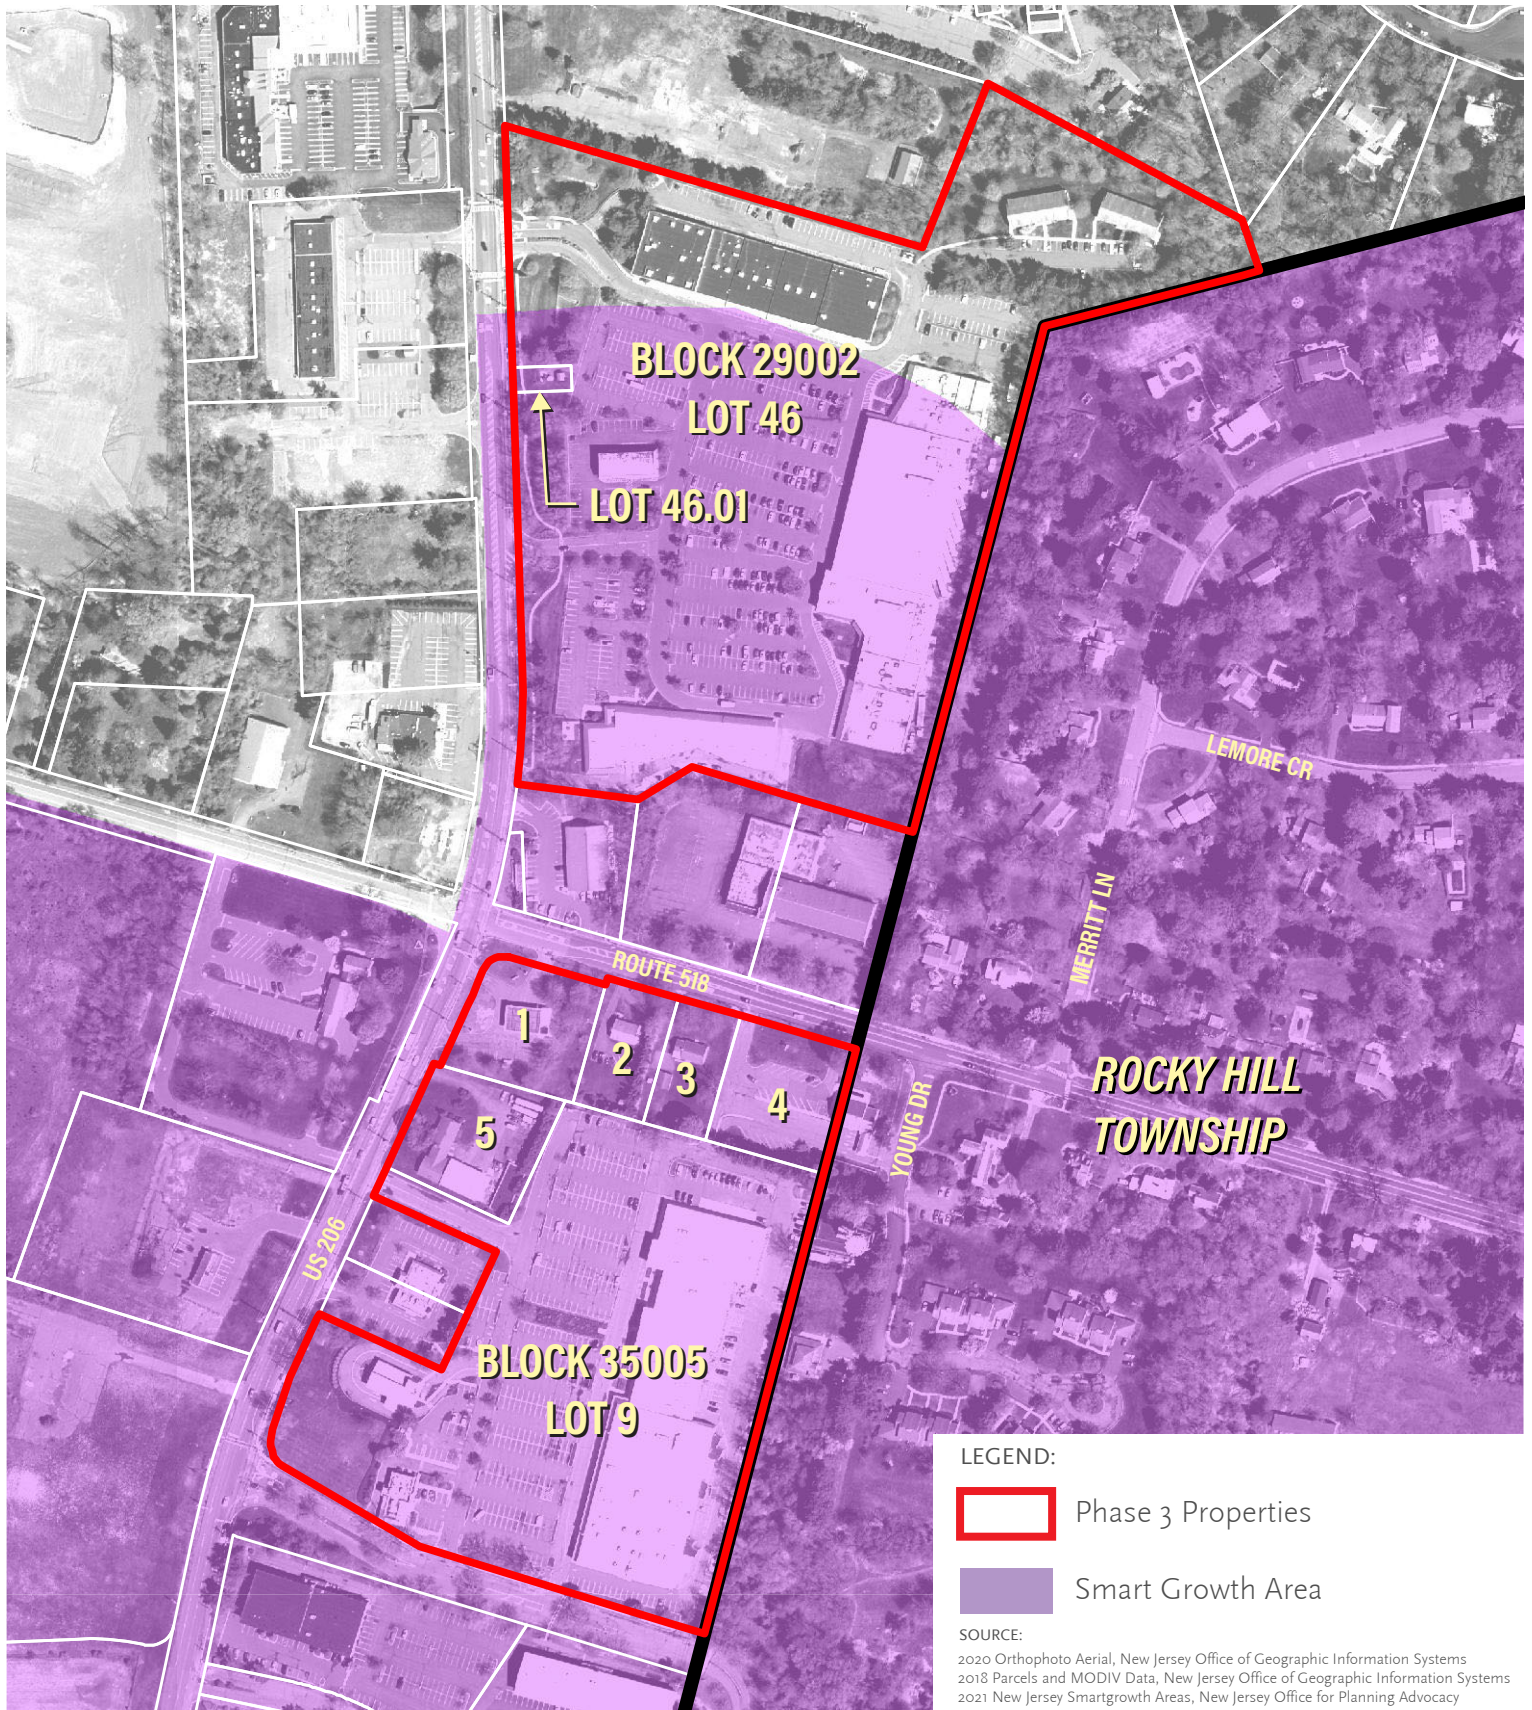 BLOCK 29002
LOT 46
LOT 46.01
LEMORE CR
MERRITT LN
ROUTE 518
1
2
3
4
5
YOUNG DR
ROCKY HILL
TOWNSHIP
US 206
BLOCK 35005
LOT 9
LEGEND:
Phase 3 Properties
Smart Growth Area
SOURCE:
2020 Orthophoto Aerial, New Jersey Office of Geographic Information Systems
2018 Parcels and MODIV Data, New Jersey Office of Geographic Information Systems
2021 New Jersey Smartgrowth Areas, New Jersey Office for Planning Advocacy